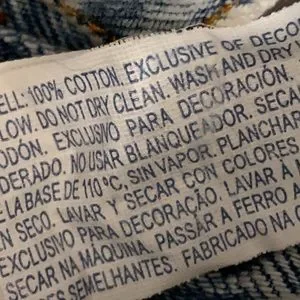 ELL: 100% COTTON. EXCLUSIVE OF DECO
LOW. DO NOT DRY CLEAN. WASH AND DRY
ODÓN. EXCLUSIVO PARA DECORACIÓN.
DERADO. NO USAR BLANQUEADOR. SECAR
E LA BASE DE 110°C, SIN VAPOR. PLANCHAR
EN SECO. LAVAR Y SECAR CON COLORES
EXCLUSIVO PARA DECORAÇÃO. LAVAR A
SECAR NA MAQUINA. PASSAR A FERRO A
ES SEMELHANTES. FABRICADO NA